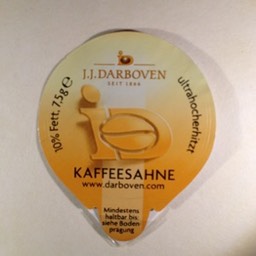 J.J. DARBOVEN
SEIT 1866
10% Fett. 7,5g e
ultrahocherhitzt
KAFFEESAHNE
www.darboven.com
Mindestens
haltbar bis
siehe Boden
prägung